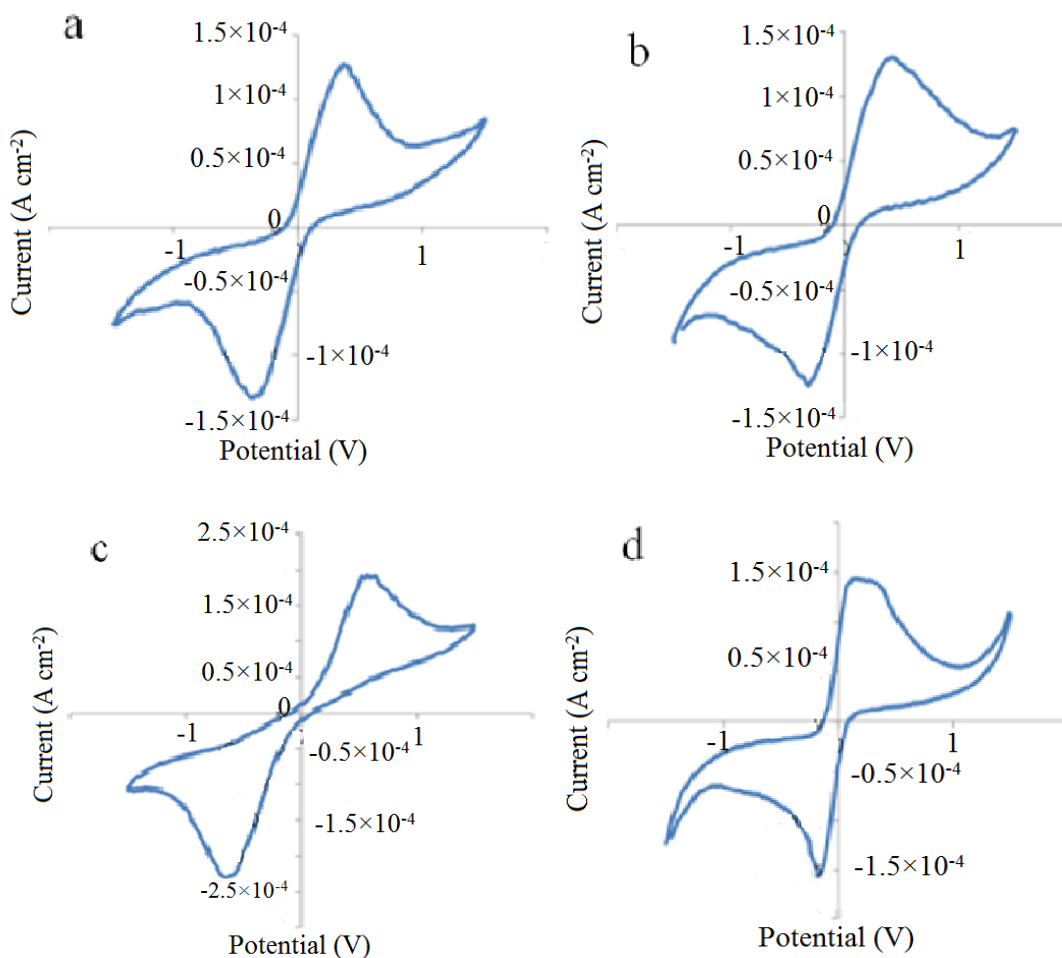 a
1.5×10⁻⁴
1×10⁻⁴
0.5×10⁻⁴
0
-1
1
-0.5×10⁻⁴
-1×10⁻⁴
-1.5×10⁻⁴
Current (A cm⁻²)
Potential (V)
b
1.5×10⁻⁴
1×10⁻⁴
0.5×10⁻⁴
0
-1
1
-0.5×10⁻⁴
-1×10⁻⁴
-1.5×10⁻⁴
Current (A cm⁻²)
Potential (V)
c
2.5×10⁻⁴
1.5×10⁻⁴
0.5×10⁻⁴
0
-1
1
-0.5×10⁻⁴
-1.5×10⁻⁴
-2.5×10⁻⁴
Current (A cm⁻²)
Potential (V)
d
1.5×10⁻⁴
0.5×10⁻⁴
-1
1
-0.5×10⁻⁴
-1.5×10⁻⁴
Current (A cm⁻²)
Potential (V)